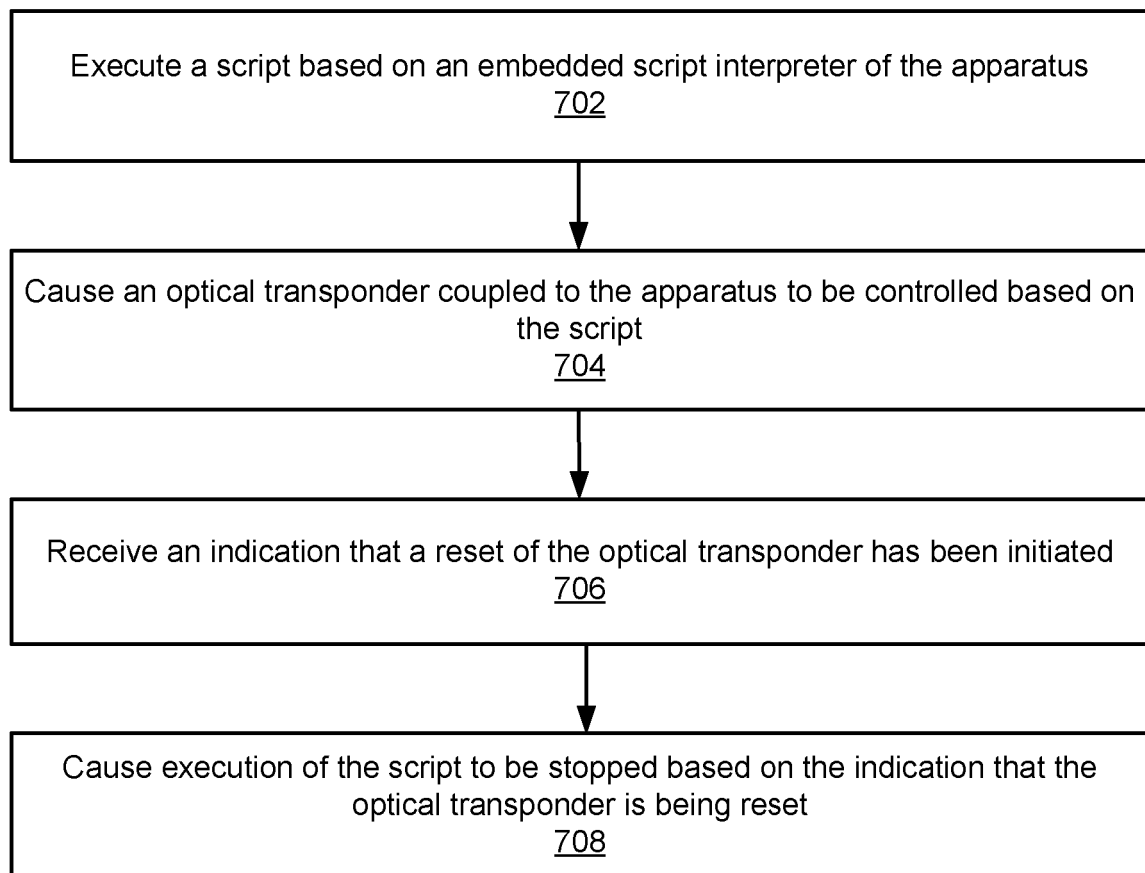 Execute a script based on an embedded script interpreter of the apparatus
702
Cause an optical transponder coupled to the apparatus to be controlled based on
the script
704
Receive an indication that a reset of the optical transponder has been initiated
706
Cause execution of the script to be stopped based on the indication that the
optical transponder is being reset
708